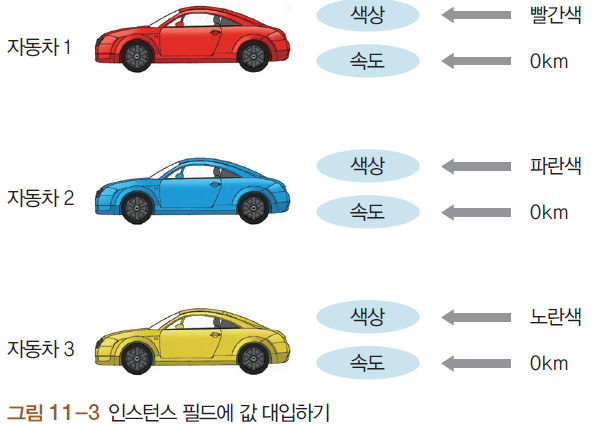 색상 빨간색
자동차 1
속도 0km
색상 파란색
자동차 2
속도 0km
색상 노란색
자동차 3
속도 0km
그림 11-3 인스턴스 필드에 값 대입하기